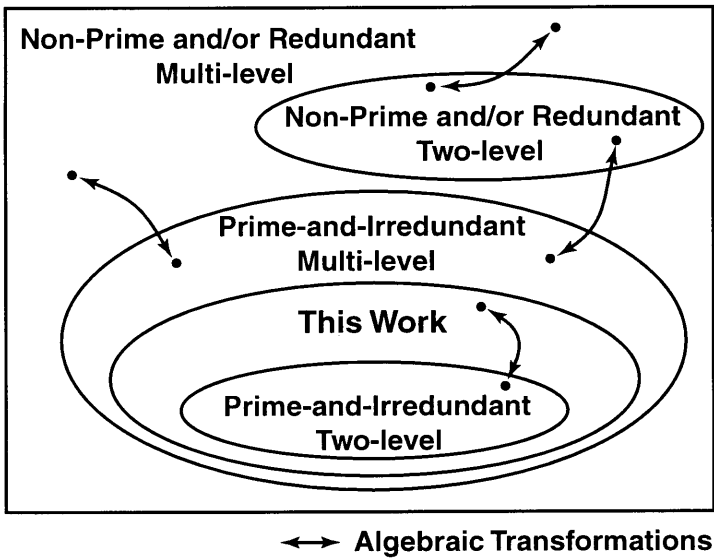 Non-Prime and/or Redundant
Multi-level
Non-Prime and/or Redundant
Two-level
Prime-and-Irredundant
Multi-level
This Work
Prime-and-Irredundant
Two-level
Algebraic Transformations